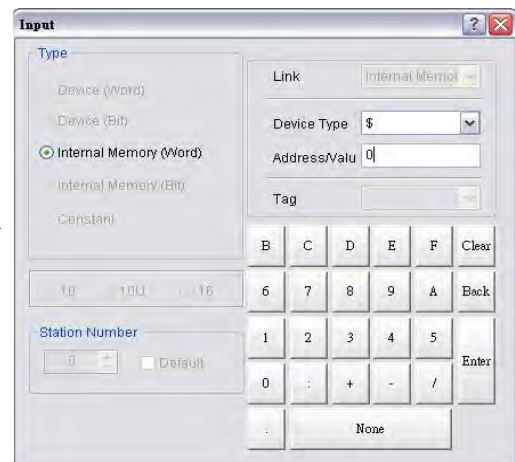 Input
?
Type
Device (Word)
Device (Bit)
Internal Memory (Word)
Internal Memory (Bit)
Constant
Link
Internal Memor
Device Type
$
Address/Valu
0
Tag
10 10U 16
Station Number
0
Default
B C D E F Clear
6 7 8 9 A Back
1 2 3 4 5
Enter
0 : + - /
. None